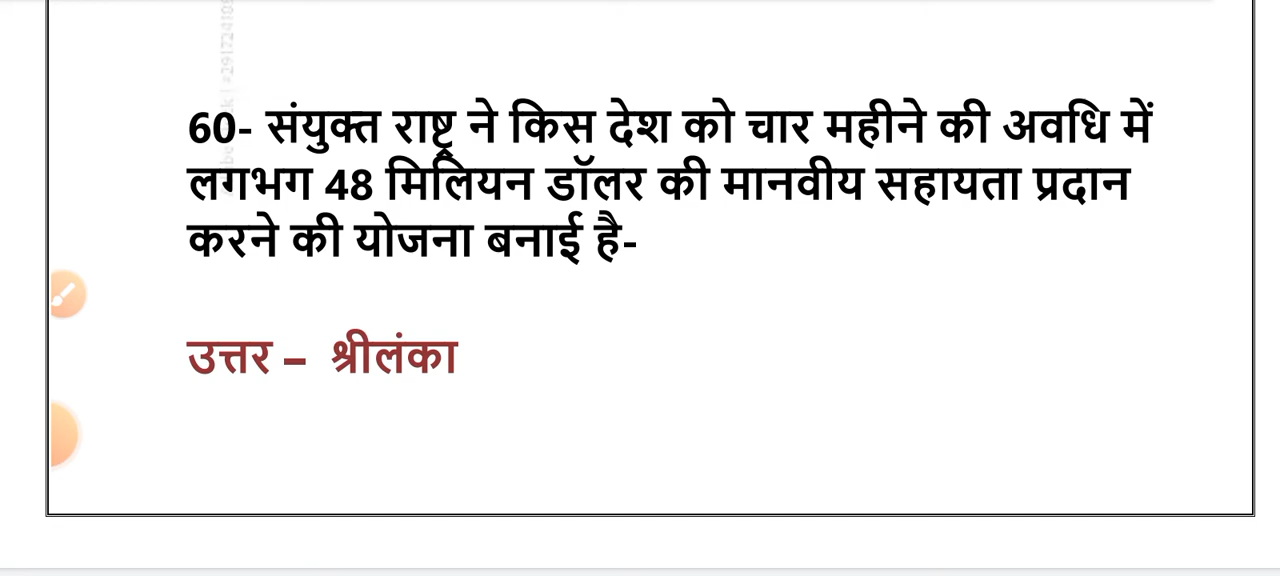 60- संयुक्त राष्ट्र ने किस देश को चार महीने की अवधि में
लगभग 48 मिलियन डॉलर की मानवीय सहायता प्रदान
करने की योजना बनाई है-
उत्तर – श्रीलंका